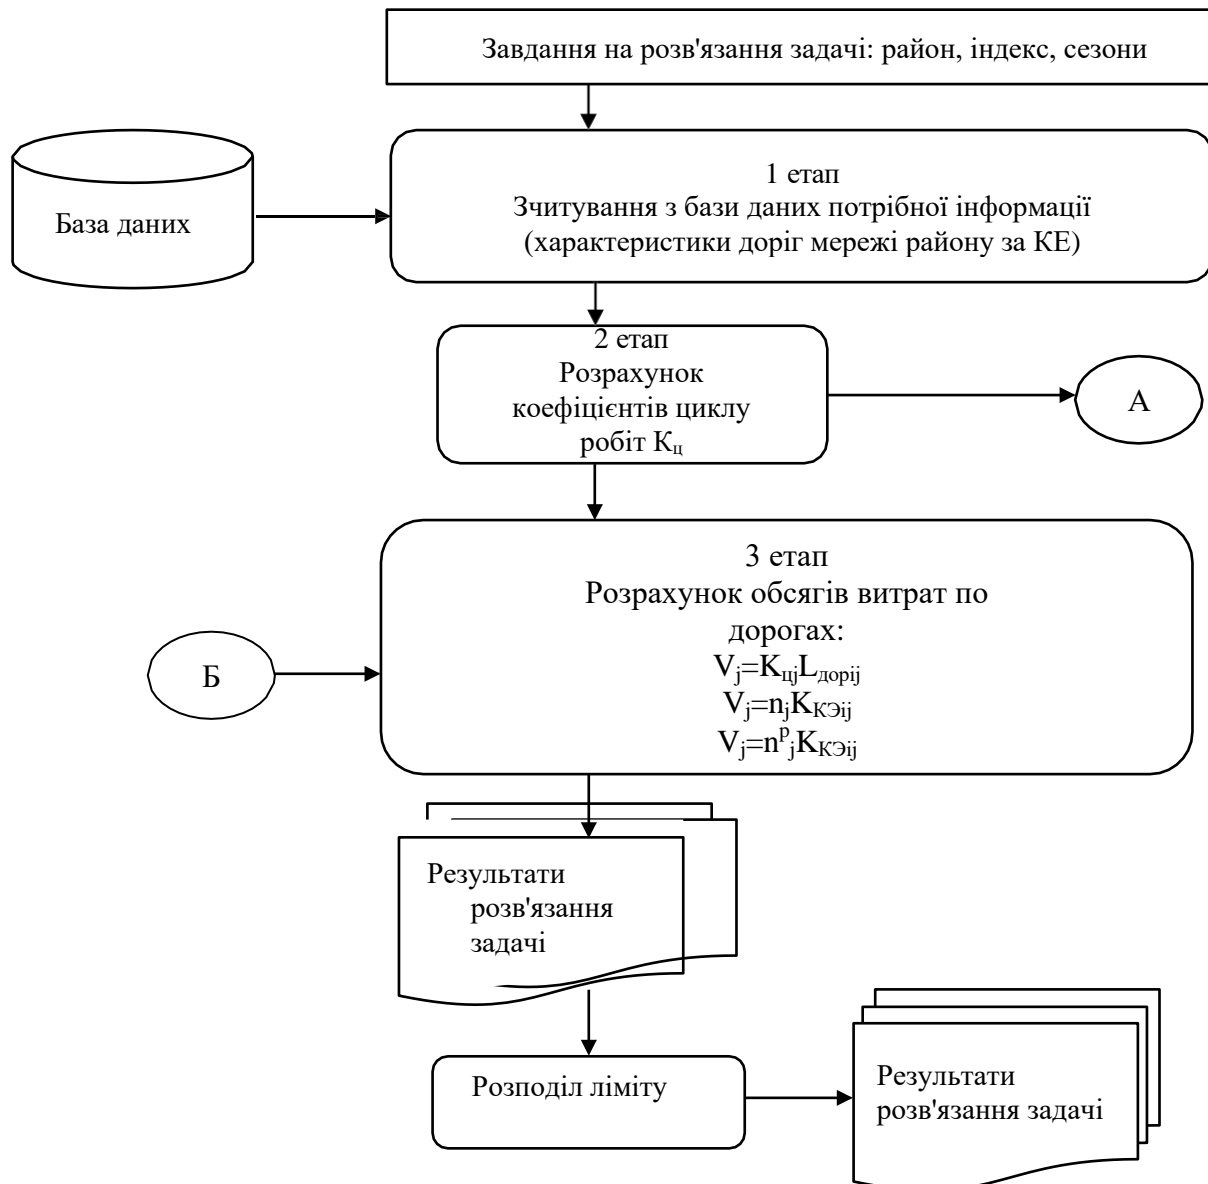 Завдання на розв'язання задачі: район, індекс, сезони
1 етап
Зчитування з бази даних потрібної інформації
(характеристики доріг мережі району за КЕ)
База даних
2 етап
Розрахунок
коефіцієнтів циклу
робіт Кц
А
3 етап
Розрахунок обсягів витрат по
дорогах:
Vj=KцjLдорij
Vj=njKКЭij
Vj=nрjKКЭij
Б
Результати
розв'язання
задачі
Розподіл ліміту
Результати
розв'язання задачі